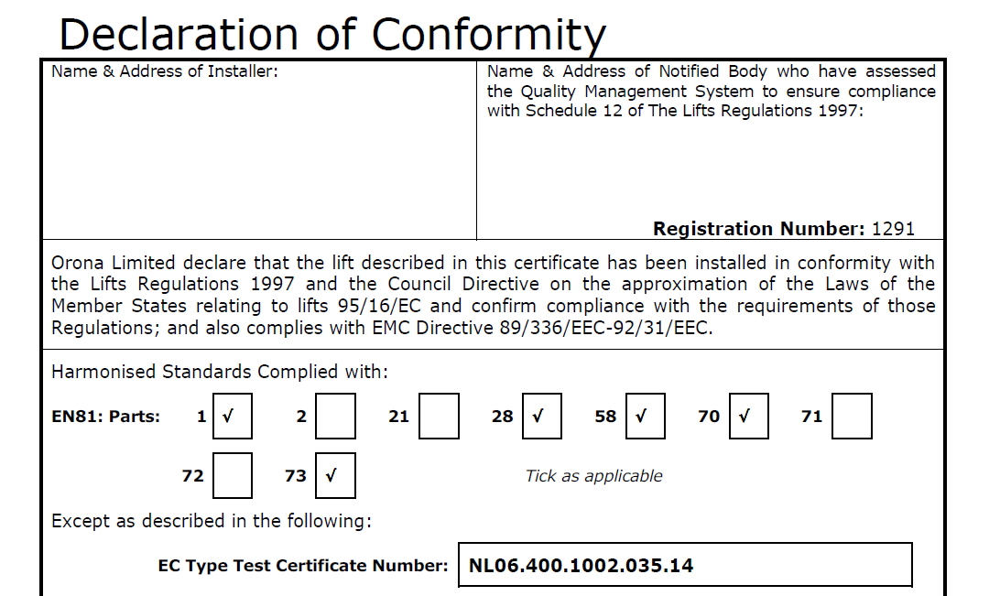 Declaration of Conformity
Name & Address of Installer:
Name & Address of Notified Body who have assessed
the Quality Management System to ensure compliance
with Schedule 12 of The Lifts Regulations 1997:
Registration Number: 1291
Orona Limited declare that the lift described in this certificate has been installed in conformity with
the Lifts Regulations 1997 and the Council Directive on the approximation of the Laws of the
Member States relating to lifts 95/16/EC and confirm compliance with the requirements of those
Regulations; and also complies with EMC Directive 89/336/EEC-92/31/EEC.
Harmonised Standards Complied with:
EN81: Parts: 1 √ 2 21 28 √ 58 √ 70 √ 71
72 73 √ Tick as applicable
Except as described in the following:
EC Type Test Certificate Number: NL06.400.1002.035.14